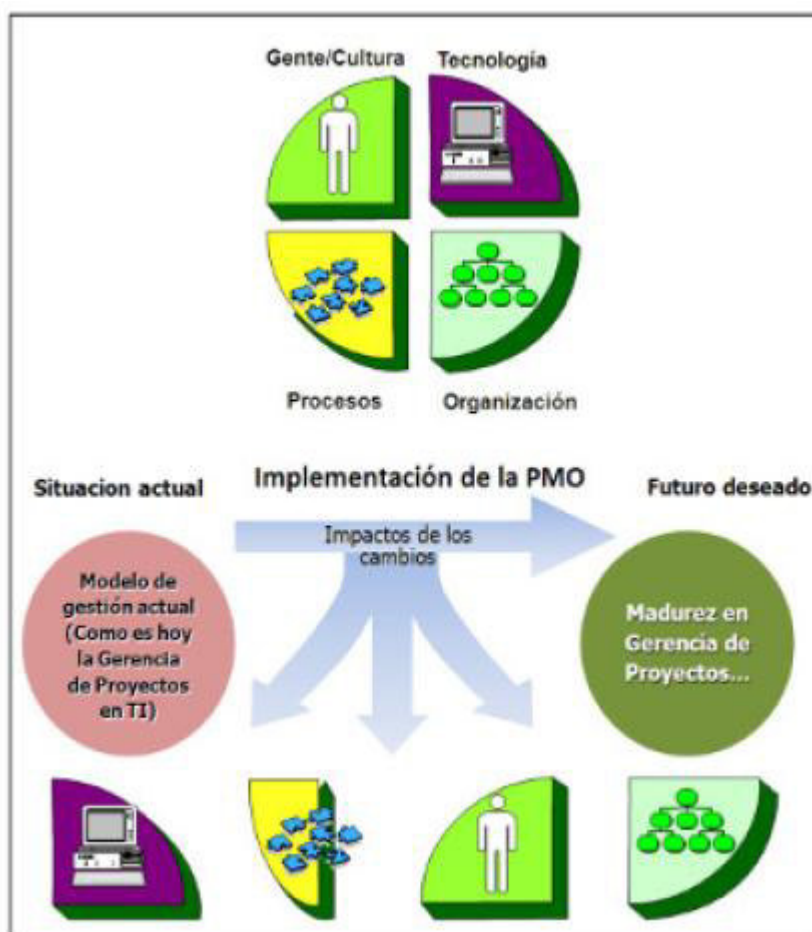 Gente/Cultura
Tecnología
Procesos
Organización
Situacion actual
Implementación de la PMO
Futuro deseado
Impactos de los
cambios
Modelo de
gestión actual
(Como es hoy
la Gerencia
de Proyectos
en TI)
Madurez en
Gerencia de
Proyectos...